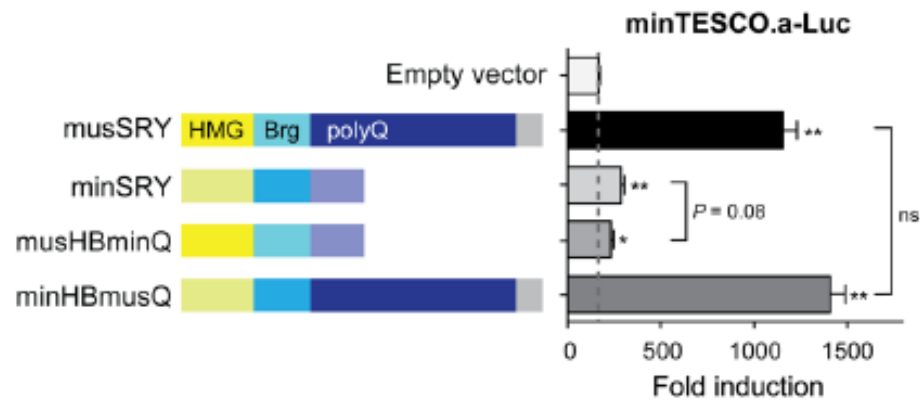 minTESCO.a-Luc
Empty vector
musSRY HMG Brg polyQ **
minSRY **
P = 0.08
ns
musHBminQ *
minHBmusQ **
0 500 1000 1500
Fold induction